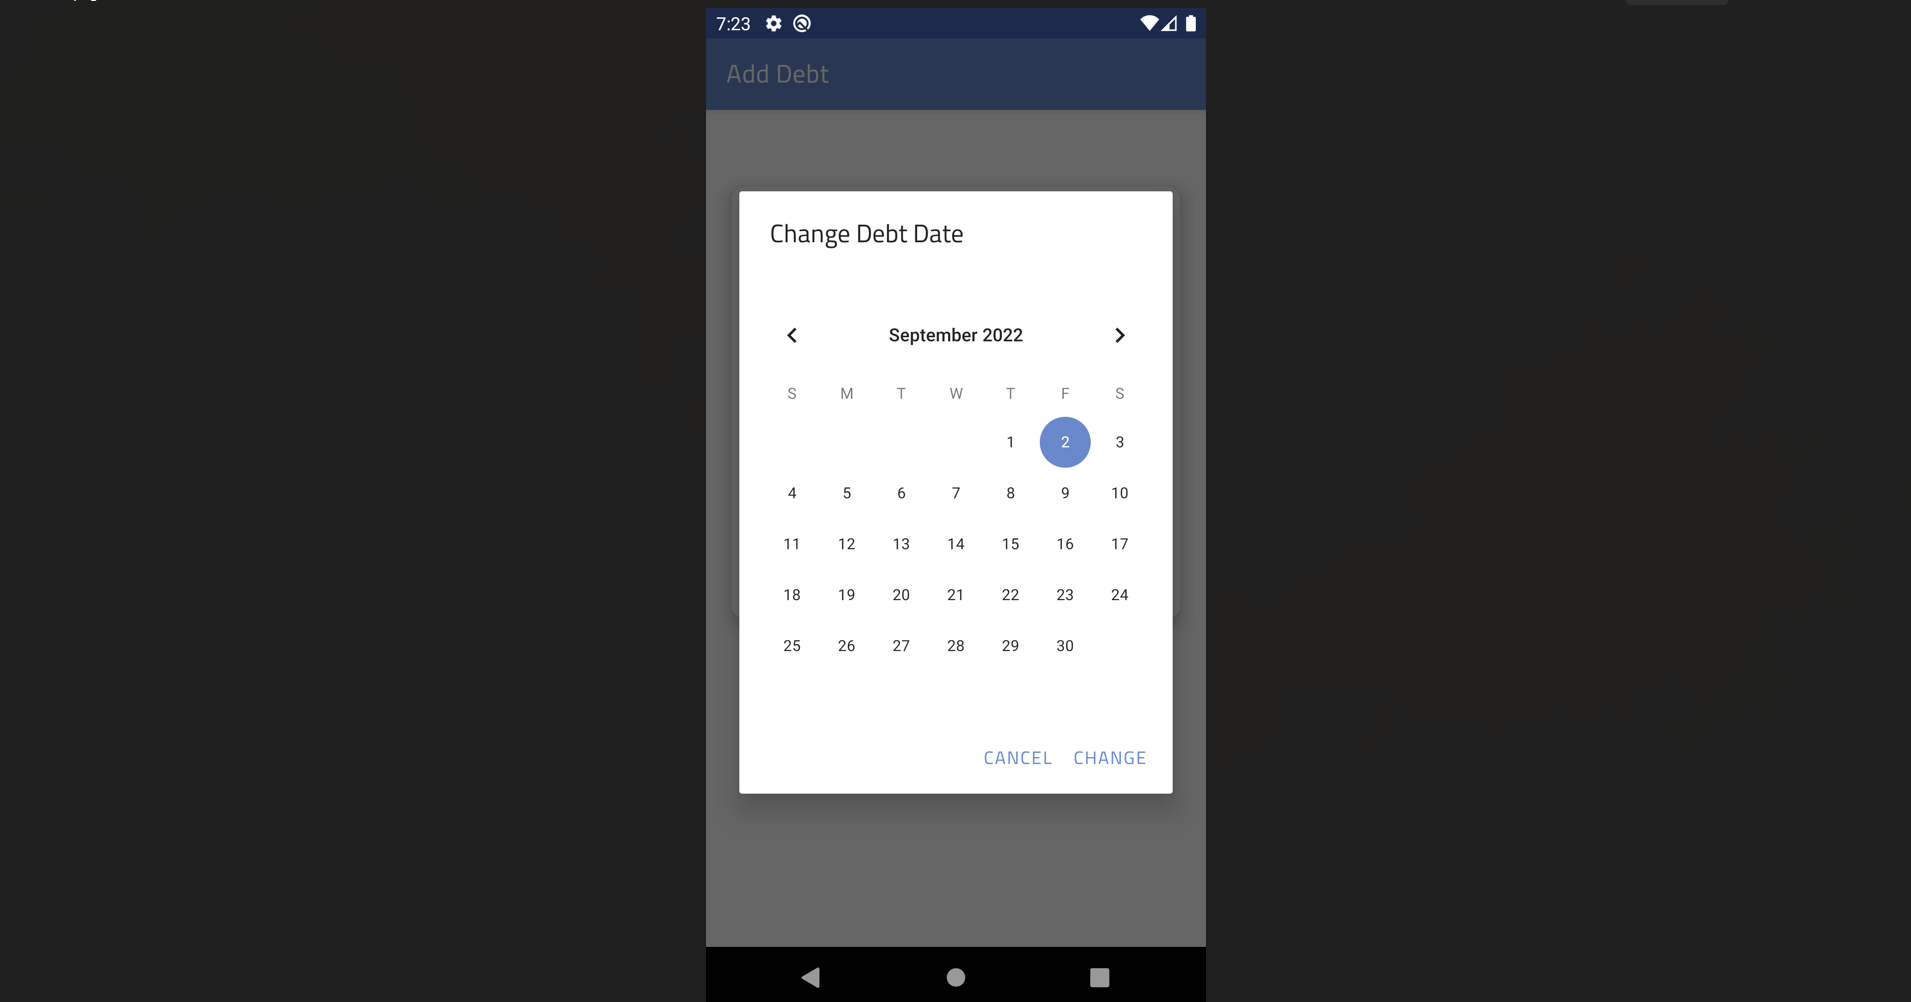 7:23
Add Debt
Change Debt Date
September 2022
S M T W T F S
1 2 3
4 5 6 7 8 9 10
11 12 13 14 15 16 17
18 19 20 21 22 23 24
25 26 27 28 29 30
CANCEL CHANGE